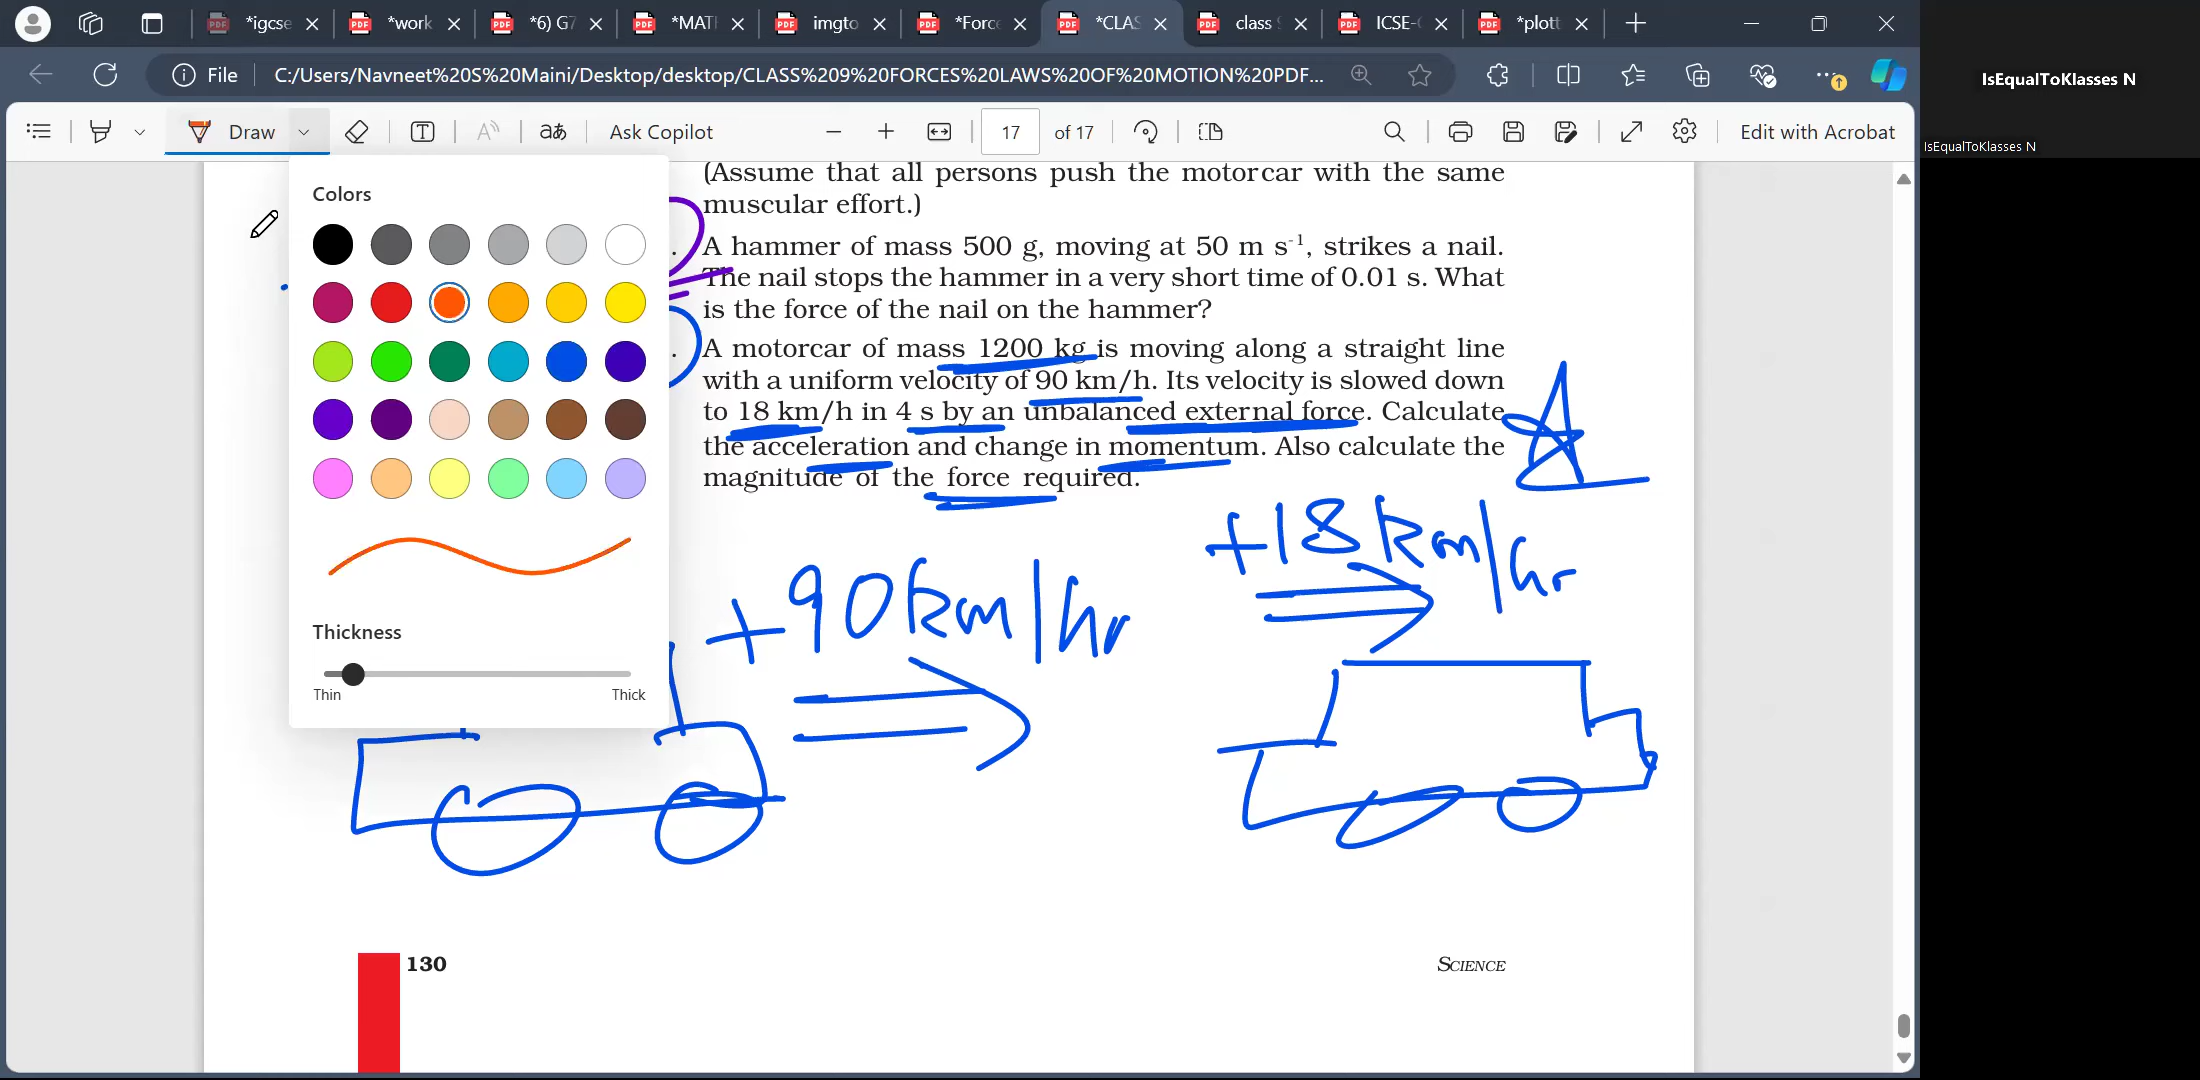 *igcse
*work
*6) G7
*MAT
imgto
*Force
*CLAS
class
ICSE-
*plott
File
C:/Users/Navneet%20S%20Maini/Desktop/desktop/CLASS%209%20FORCES%20LAWS%20OF%20MOTION%20PDF...
Draw
Ask Copilot
17 of 17
Edit with Acrobat
IsEqualToKlasses N
IsEqualToKlasses N
Colors
Thickness
Thin
Thick
(Assume that all persons push the motorcar with the same
muscular effort.)
. A hammer of mass 500 g, moving at 50 m s-1, strikes a nail.
The nail stops the hammer in a very short time of 0.01 s. What
is the force of the nail on the hammer?
. A motorcar of mass 1200 kg is moving along a straight line
with a uniform velocity of 90 km/h. Its velocity is slowed down
to 18 km/h in 4 s by an unbalanced external force. Calculate
the acceleration and change in momentum. Also calculate the
magnitude of the force required.
+18km/hr
+90km/hr
130
SCIENCE